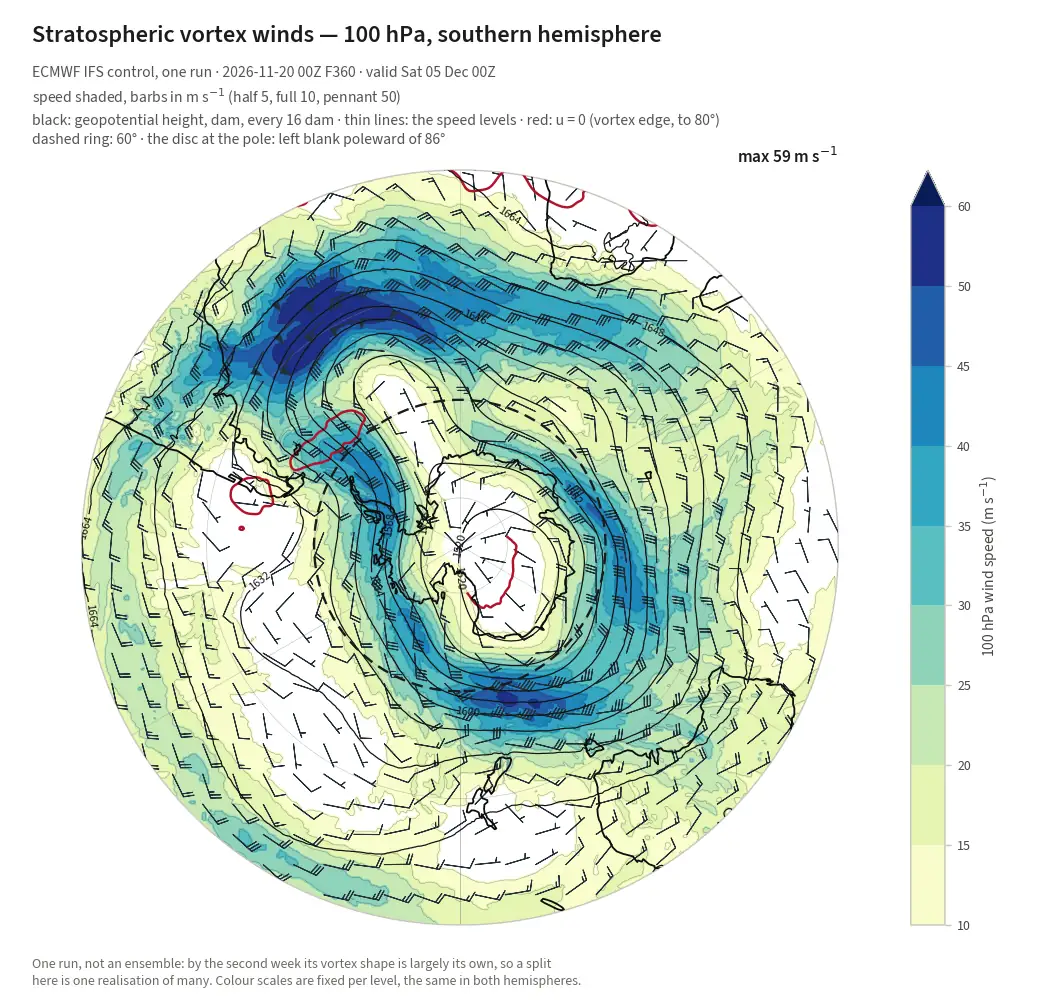 Stratospheric vortex winds — 100 hPa, southern hemisphere
ECMWF IFS control, one run · 2026-11-20 00Z F360 · valid Sat 05 Dec 00Z
speed shaded, barbs in m s⁻¹ (half 5, full 10, pennant 50)
black: geopotential height, dam, every 16 dam · thin lines: the speed levels · red: u = 0 (vortex edge, to 80°)
dashed ring: 60° · the disc at the pole: left blank poleward of 86°
max 59 m s⁻¹
1664
1648
1632
1664
1664
1600
60
50
45
40
35
30
25
20
15
10
100 hPa wind speed (m s⁻¹)
One run, not an ensemble: by the second week its vortex shape is largely its own, so a split
here is one realisation of many. Colour scales are fixed per level, the same in both hemispheres.